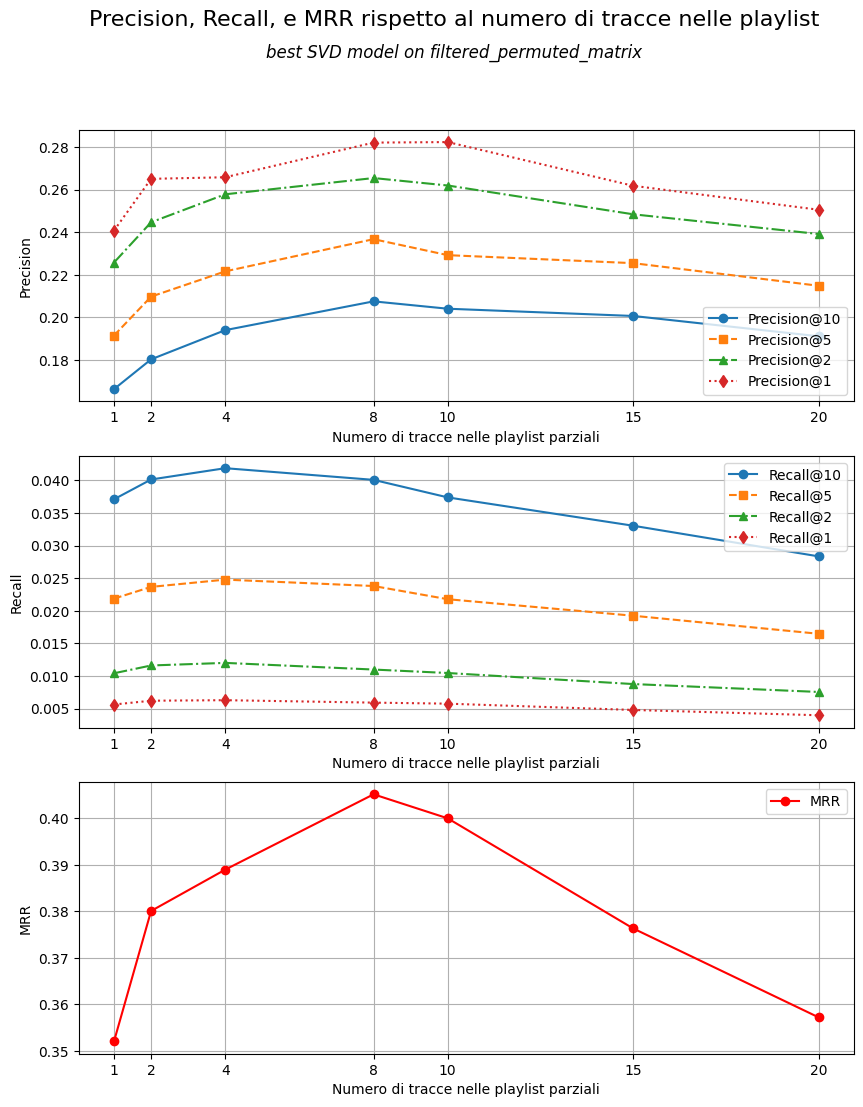 Precision, Recall, e MRR rispetto al numero di tracce nelle playlist
best SVD model on filtered_permuted_matrix
0.28
0.26
0.24
0.22
0.20
0.18
Precision
Precision@10
Precision@5
Precision@2
Precision@1
1 2 4 8 10 15 20
Numero di tracce nelle playlist parziali
0.040
0.035
0.030
0.025
0.020
0.015
0.010
0.005
Recall
Recall@10
Recall@5
Recall@2
Recall@1
1 2 4 8 10 15 20
Numero di tracce nelle playlist parziali
0.40
0.39
0.38
0.37
0.36
0.35
MRR
MRR
1 2 4 8 10 15 20
Numero di tracce nelle playlist parziali